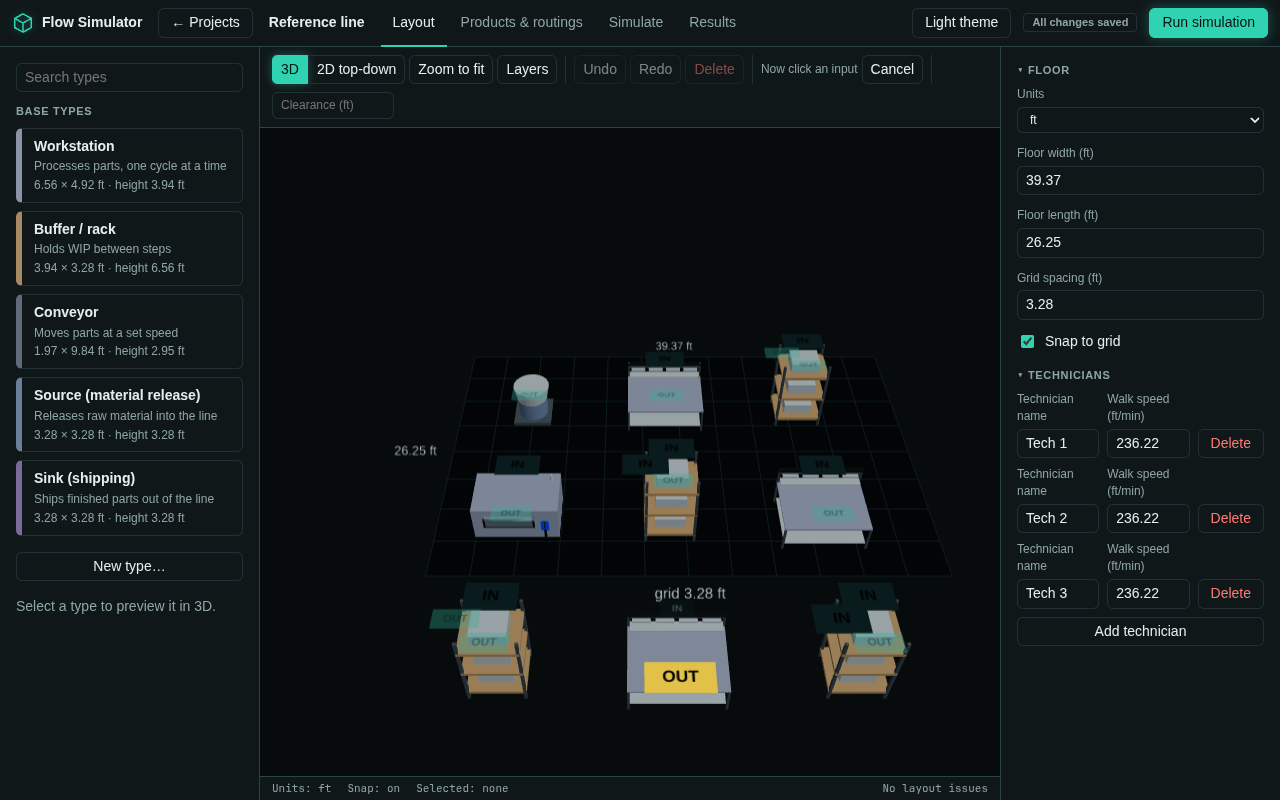 Flow Simulator
← Projects
Reference line
Layout
Products & routings
Simulate
Results
Light theme
All changes saved
Run simulation
Search types
BASE TYPES
Workstation
Processes parts, one cycle at a time
6.56 × 4.92 ft · height 3.94 ft
Buffer / rack
Holds WIP between steps
3.94 × 3.28 ft · height 6.56 ft
Conveyor
Moves parts at a set speed
1.97 × 9.84 ft · height 2.95 ft
Source (material release)
Releases raw material into the line
3.28 × 3.28 ft · height 3.28 ft
Sink (shipping)
Ships finished parts out of the line
3.28 × 3.28 ft · height 3.28 ft
New type…
Select a type to preview it in 3D.
3D
2D top-down
Zoom to fit
Layers
Undo
Redo
Delete
Now click an input
Cancel
Clearance (ft)
39.37 ft
IN
IN
OUT
OUT
OUT
26.25 ft
IN
IN
IN
IN
OUT
OUT
OUT
grid 3.28 ft
IN
OUT
OUT
IN
OUT
IN
IN
OUT
Units: ft
Snap: on
Selected: none
No layout issues
FLOOR
Units
ft
Floor width (ft)
39.37
Floor length (ft)
26.25
Grid spacing (ft)
3.28
Snap to grid
TECHNICIANS
Technician name
Walk speed (ft/min)
Tech 1
236.22
Delete
Technician name
Walk speed (ft/min)
Tech 2
236.22
Delete
Technician name
Walk speed (ft/min)
Tech 3
236.22
Delete
Add technician